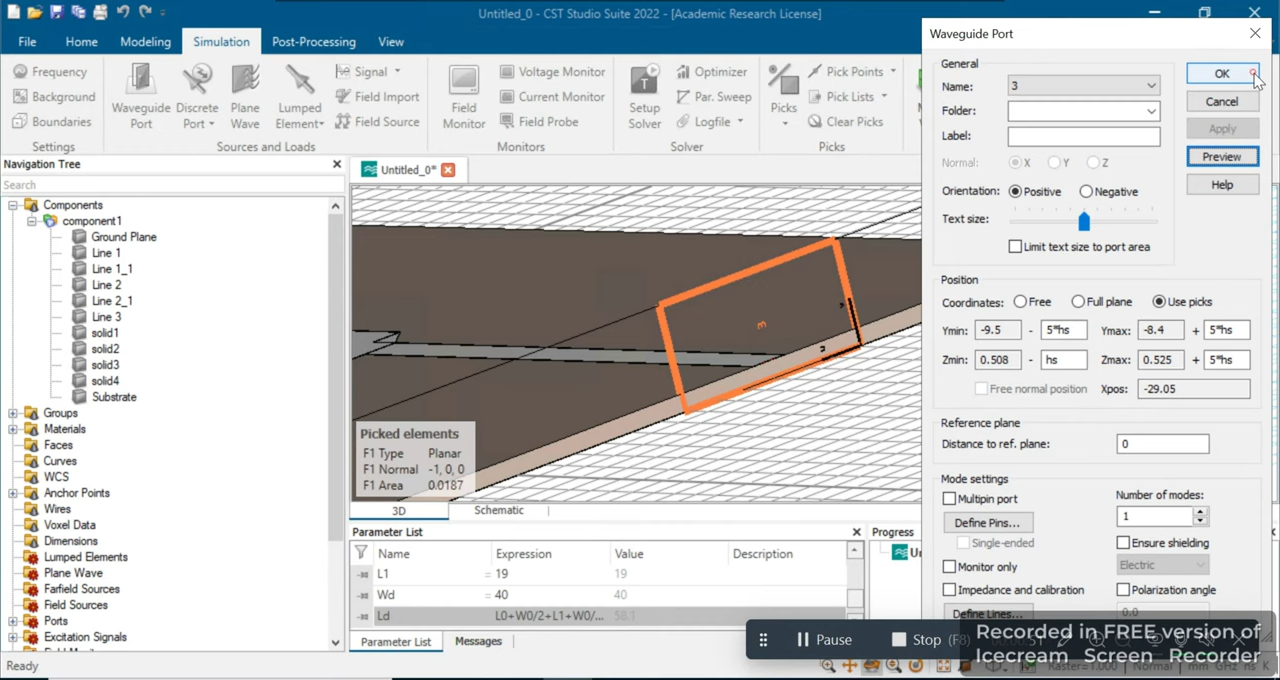 Untitled_0 - CST Studio Suite 2022 - [Academic Research License]
File Home Modeling Simulation Post-Processing View
Frequency
Background
Boundaries
Settings
Waveguide Port
Discrete Port
Plane Wave
Lumped Element
Signal
Field Import
Field Source
Sources and Loads
Field Monitor
Voltage Monitor
Current Monitor
Field Probe
Monitors
Setup Solver
Optimizer
Par. Sweep
Logfile
Solver
Picks
Pick Points
Pick Lists
Clear Picks
Picks
Navigation Tree
Search
Components
component1
Ground Plane
Line 1
Line 1_1
Line 2
Line 2_1
Line 3
solid1
solid2
solid3
solid4
Substrate
Groups
Materials
Faces
Curves
WCS
Anchor Points
Wires
Voxel Data
Dimensions
Lumped Elements
Plane Wave
Farfield Sources
Field Sources
Ports
Excitation Signals
Untitled_0*
3
Picked elements
F1 Type Planar
F1 Normal -1, 0, 0
F1 Area 0.0187
3D Schematic
Parameter List
Name Expression Value Description
L1 = 19 19
Wd = 40 40
Ld L0+W0/2+L1+W0/... 58.1
Parameter List Messages
Progress
Waveguide Port
General
Name: 3
Folder:
Label:
Normal: X Y Z
Orientation: Positive Negative
Text size:
Limit text size to port area
OK
Cancel
Apply
Preview
Help
Position
Coordinates: Free Full plane Use picks
Ymin: -9.5 - 5*hs Ymax: -8.4 + 5*hs
Zmin: 0.508 - hs Zmax: 0.525 + 5*hs
Free normal position Xpos: -29.05
Reference plane
Distance to ref. plane: 0
Mode settings
Multipin port
Define Pins...
Single-ended
Monitor only
Impedance and calibration
Define Lines...
Number of modes:
1
Ensure shielding
Electric
Polarization angle
0.0
Pause Stop (F8)
Recorded in FREE version of
Icecream Screen Recorder
Ready Raster=1.000 Normal mm GHz ns K